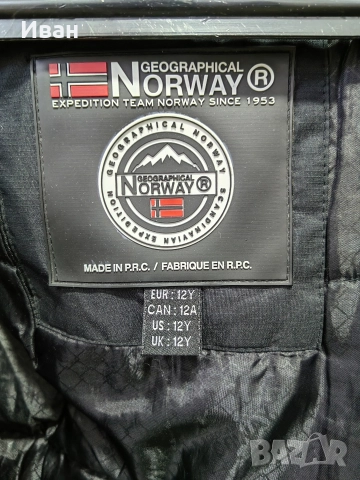 Иван
GEOGRAPHICAL
NORWAY®
EXPEDITION TEAM NORWAY SINCE 1953
GEOGRAPHICAL NORWAY
GEOGRAPHICAL
NORWAY®
SCANDINAVIAN EXPEDITION
MADE IN P.R.C. / FABRIQUE EN R.P.C.
EUR : 12Y
CAN : 12A
US : 12Y
UK : 12Y
BAZAR